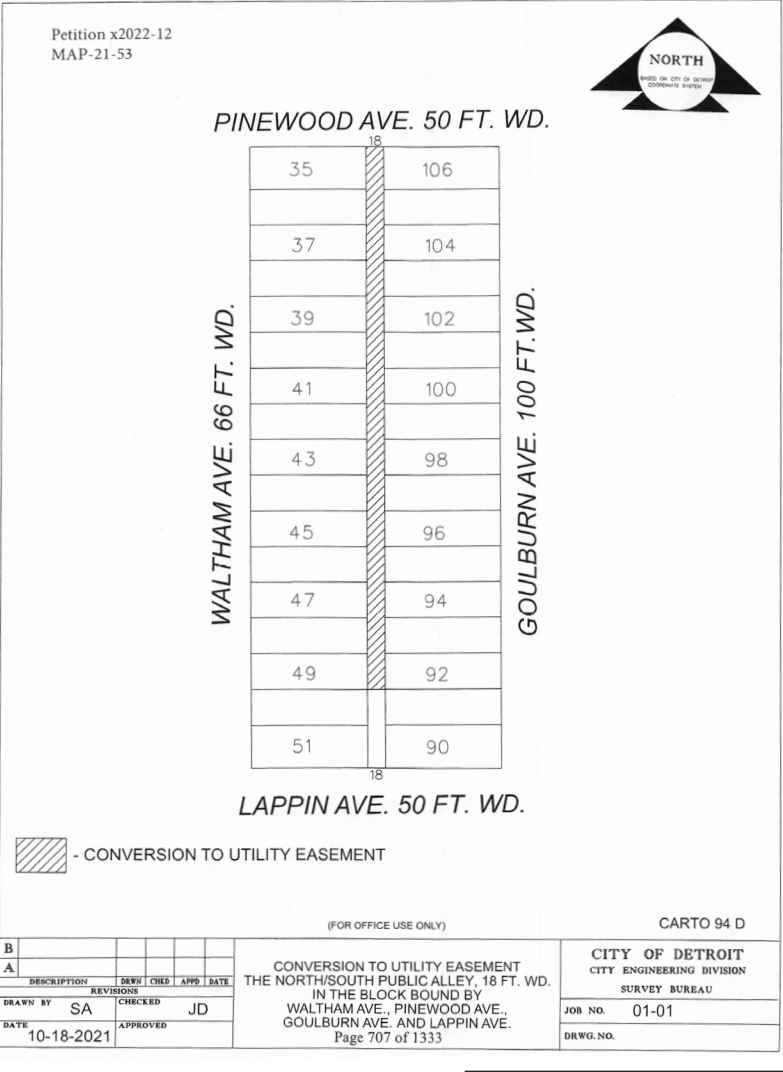 Petition x2022-12
MAP-21-53
NORTH
BASED ON CITY OF DETROIT
COORDINATE SYSTEM
PINEWOOD AVE. 50 FT. WD.
18
35 106
37 104
39 102
41 100
43 98
45 96
47 94
49 92
51 90
WALTHAM AVE. 66 FT. WD.
GOULBURN AVE. 100 FT.WD.
18
LAPPIN AVE. 50 FT. WD.
- CONVERSION TO UTILITY EASEMENT
(FOR OFFICE USE ONLY)
CARTO 94 D
B
A
DESCRIPTION DRWN CHKD APPD DATE
REVISIONS
DRAWN BY SA
CHECKED JD
DATE 10-18-2021
APPROVED
CONVERSION TO UTILITY EASEMENT
THE NORTH/SOUTH PUBLIC ALLEY, 18 FT. WD.
IN THE BLOCK BOUND BY
WALTHAM AVE., PINEWOOD AVE.,
GOULBURN AVE. AND LAPPIN AVE.
Page 707 of 1333
CITY OF DETROIT
CITY ENGINEERING DIVISION
SURVEY BUREAU
JOB NO. 01-01
DRWG. NO.